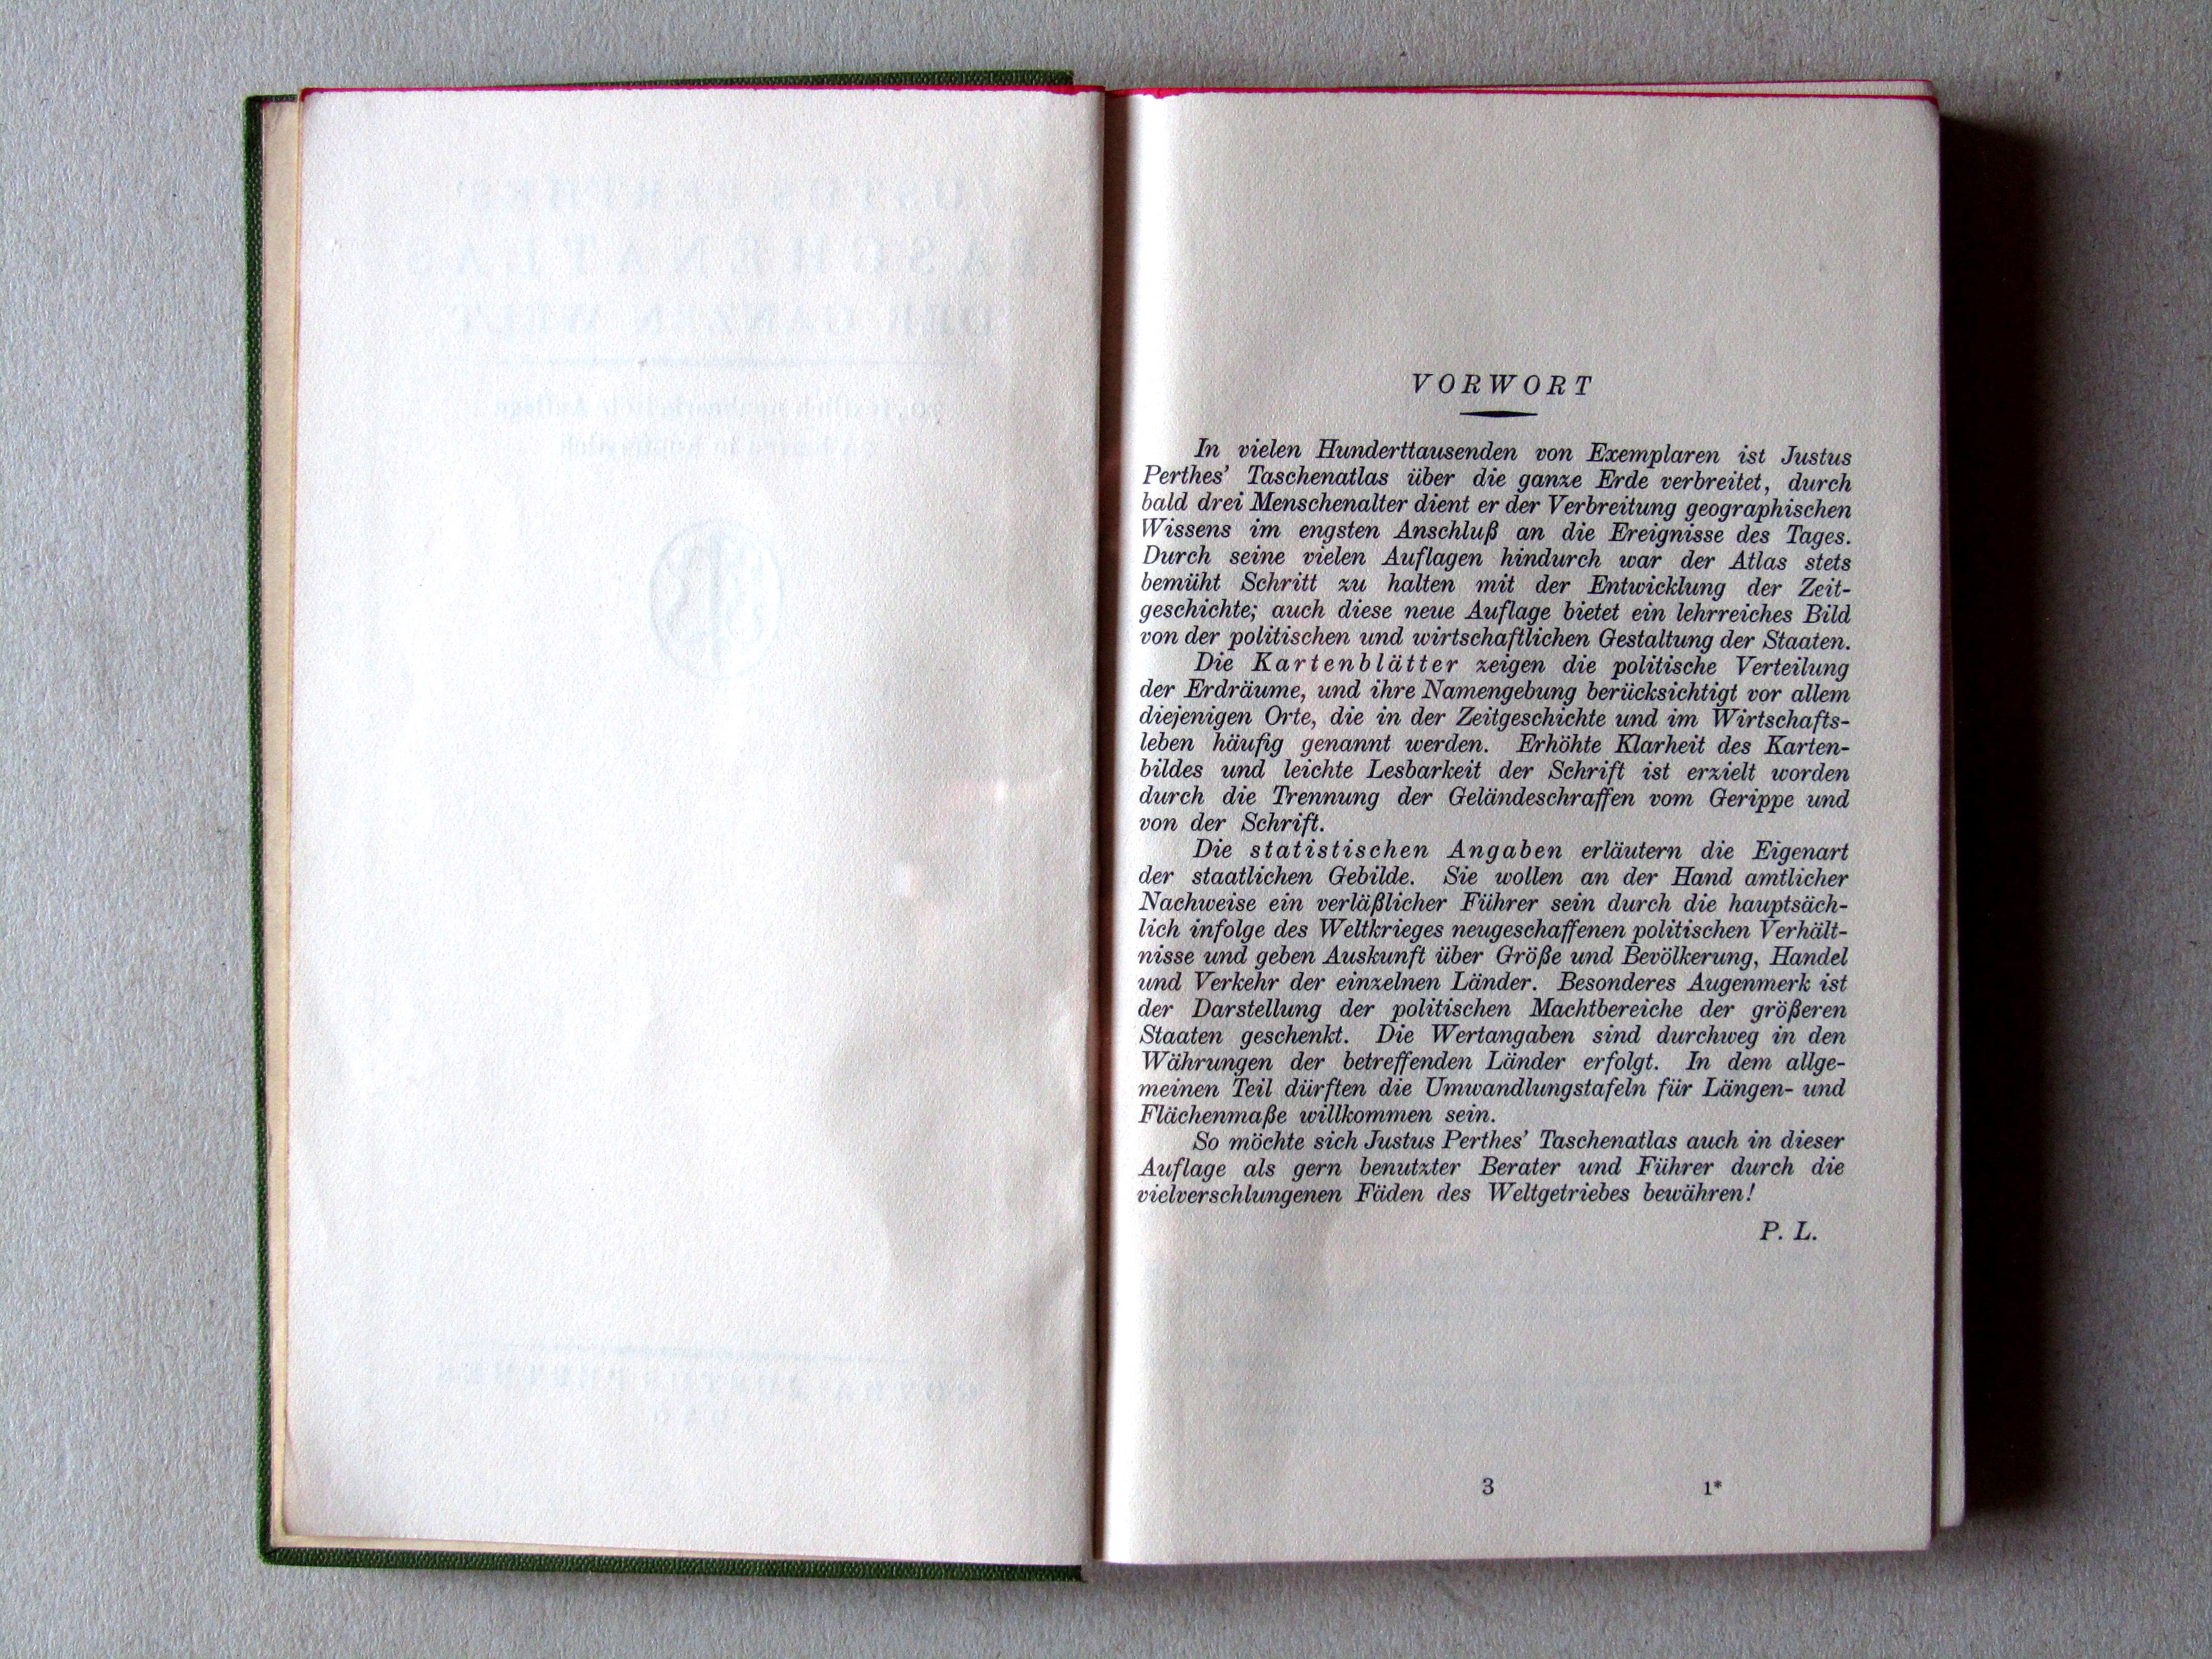 JUSTUS PERTHES'
TASCHENATLAS
DER GANZEN WELT
GOTHA: JUSTUS PERTHES
VORWORT
In vielen Hunderttausenden von Exemplaren ist Justus
Perthes' Taschenatlas über die ganze Erde verbreitet, durch
bald drei Menschenalter dient er der Verbreitung geographischen
Wissens im engsten Anschluß an die Ereignisse des Tages.
Durch seine vielen Auflagen hindurch war der Atlas stets
bemüht Schritt zu halten mit der Entwicklung der Zeit-
geschichte; auch diese neue Auflage bietet ein lehrreiches Bild
von der politischen und wirtschaftlichen Gestaltung der Staaten.
Die Kartenblätter zeigen die politische Verteilung
der Erdräume, und ihre Namengebung berücksichtigt vor allem
diejenigen Orte, die in der Zeitgeschichte und im Wirtschafts-
leben häufig genannt werden. Erhöhte Klarheit des Karten-
bildes und leichte Lesbarkeit der Schrift ist erzielt worden
durch die Trennung der Geländeschraffen vom Gerippe und
von der Schrift.
Die statistischen Angaben erläutern die Eigenart
der staatlichen Gebilde. Sie wollen an der Hand amtlicher
Nachweise ein verläßlicher Führer sein durch die hauptsäch-
lich infolge des Weltkrieges neugeschaffenen politischen Verhält-
nisse und geben Auskunft über Größe und Bevölkerung, Handel
und Verkehr der einzelnen Länder. Besonderes Augenmerk ist
der Darstellung der politischen Machtbereiche der größeren
Staaten geschenkt. Die Wertangaben sind durchweg in den
Währungen der betreffenden Länder erfolgt. In dem allge-
meinen Teil dürften die Umwandlungstafeln für Längen- und
Flächenmaße willkommen sein.
So möchte sich Justus Perthes' Taschenatlas auch in dieser
Auflage als gern benutzter Berater und Führer durch die
vielverschlungenen Fäden des Weltgetriebes bewähren!
P. L.
3 1*